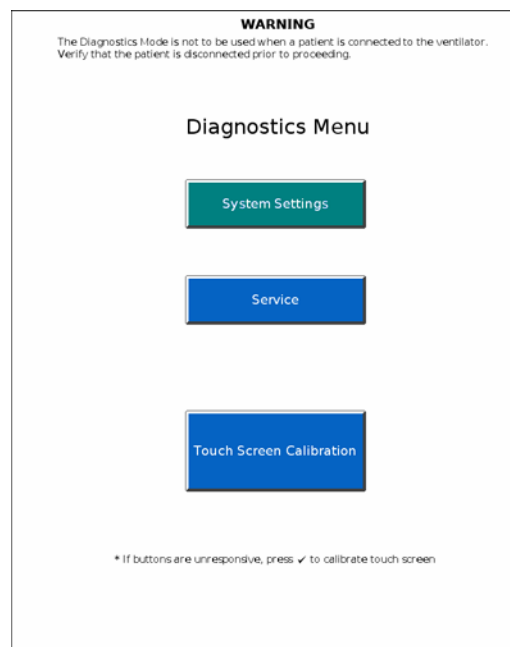 WARNING
The Diagnostics Mode is not to be used when a patient is connected to the ventilator.
Verify that the patient is disconnected prior to proceeding.
Diagnostics Menu
System Settings
Service
Touch Screen Calibration
* If buttons are unresponsive, press ✓ to calibrate touch screen